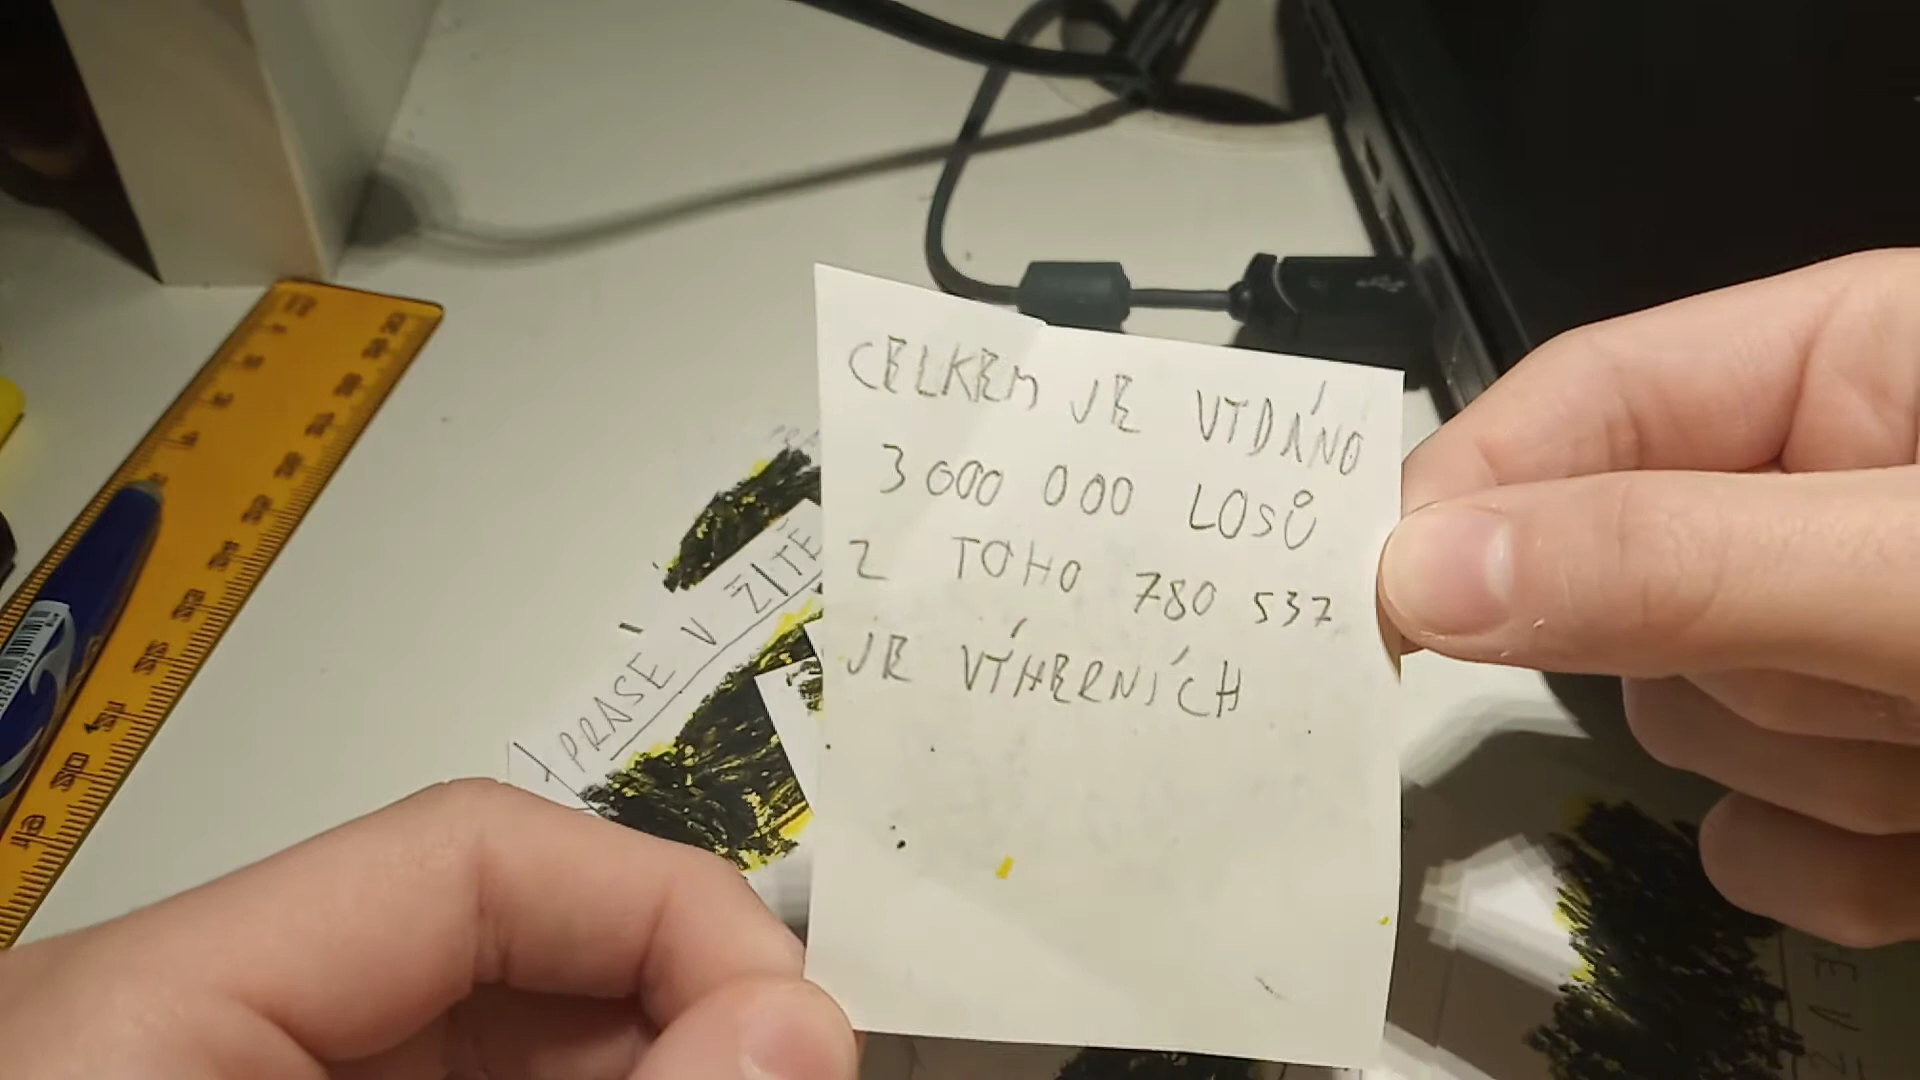 CELKEM JE VYDÁNO
3 000 000 LOSŮ
Z TOHO 780 537
JE VÝHERNÍCH
PRASE V ŽITĚ